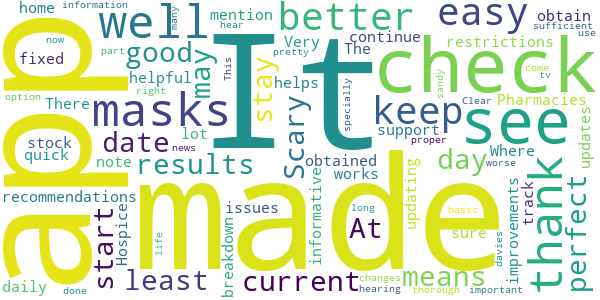 app
It
made
check
see
thank
masks
well
better
easy
keep
perfect
day
date
results
current
means
least
start
At
good
may
stay
Scary
home
information
many
now
part
fixed
option
There
stock
quick
helpful
right
note
lot
news
This
hear
Very
pretty
helps
mention
The
continue
support
specially
restrictions
obtain
sufficient
use
come
tv
sandy
Clear
Pharmacies
proper
worse
Where
updates
recommendations
daily
done
Hospice
life
issues
breakdown
informative
obtained
works
long
hearing
updating
changes
basic
sure
thorough
track
davies
improvements
important